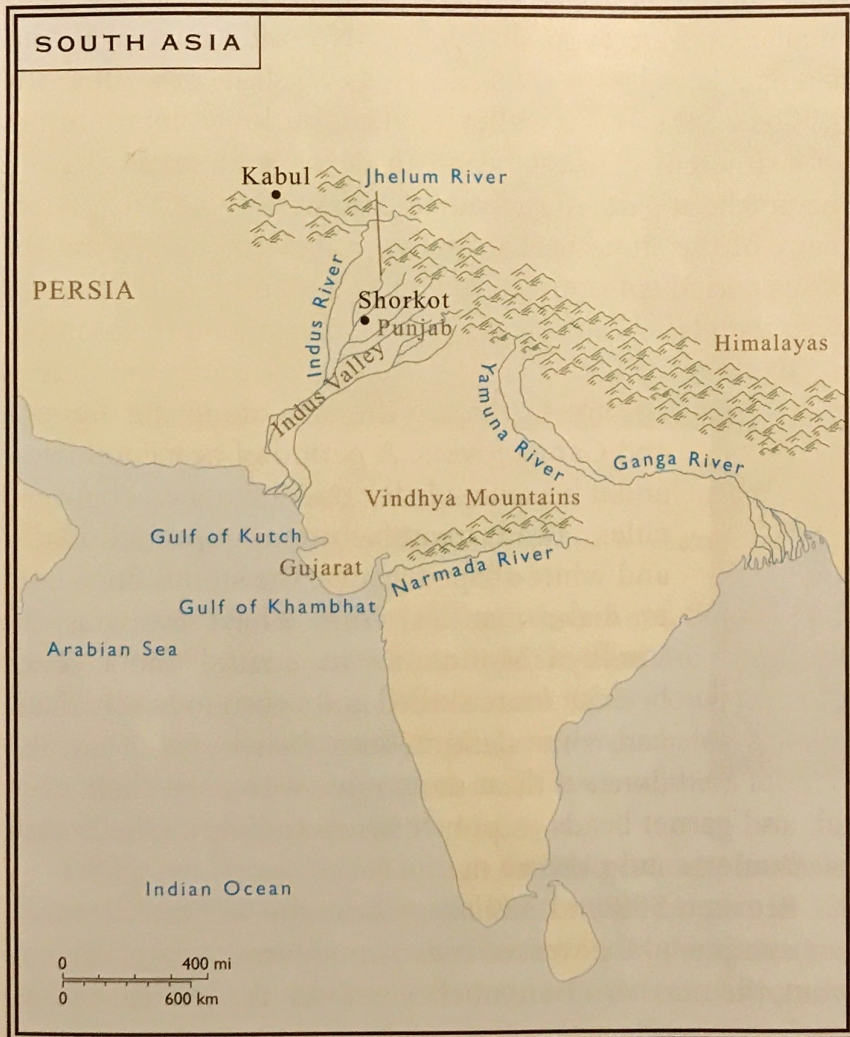 SOUTH ASIA
Kabul
Jhelum River
PERSIA
Indus River
Shorkot
Punjab
Himalayas
Indus Valley
Yamuna River
Ganga River
Vindhya Mountains
Gulf of Kutch
Gujarat
Narmada River
Gulf of Khambhat
Arabian Sea
Indian Ocean
0 400 mi
0 600 km